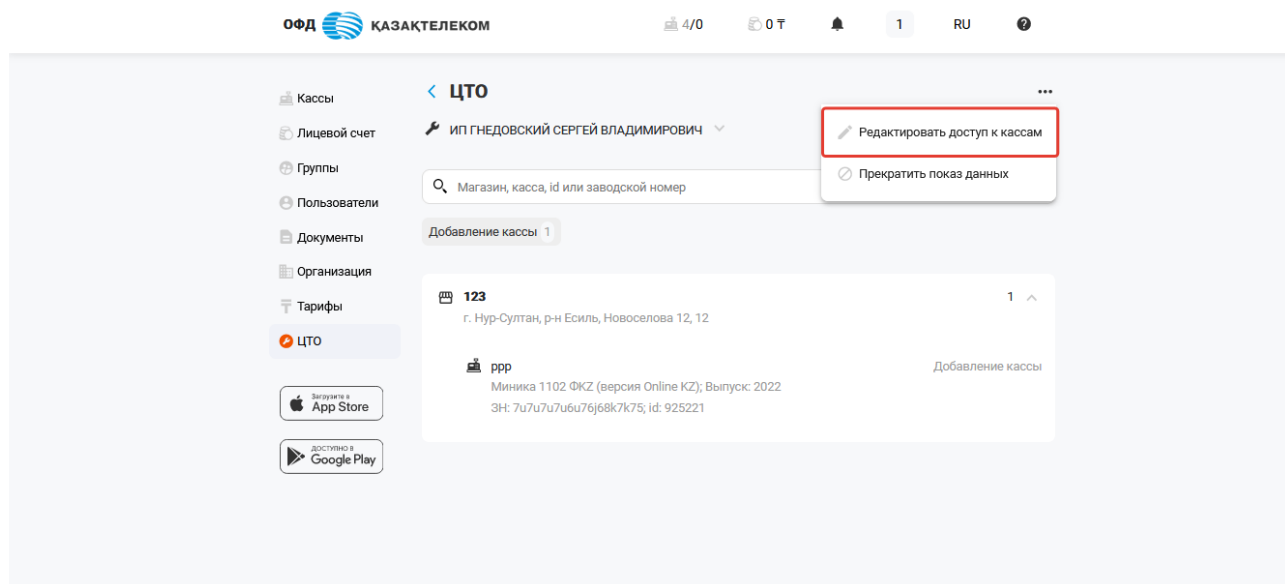 ОФД ҚАЗАҚТЕЛЕКОМ 4/0 0 ₸ 1 RU ?
Кассы
Лицевой счет
Группы
Пользователи
Документы
Организация
Тарифы
ЦТО
Загрузите в
App Store
ДОСТУПНО В
Google Play
ЦТО
ИП ГНЕДОВСКИЙ СЕРГЕЙ ВЛАДИМИРОВИЧ
Редактировать доступ к кассам
Прекратить показ данных
Магазин, касса, id или заводской номер
Добавление кассы 1
123 1
г. Нур-Султан, р-н Есиль, Новоселова 12, 12
ppp Добавление кассы
Миника 1102 ФKZ (версия Online KZ); Выпуск: 2022
ЗН: 7u7u7u7u6u76j68k7k75; id: 925221